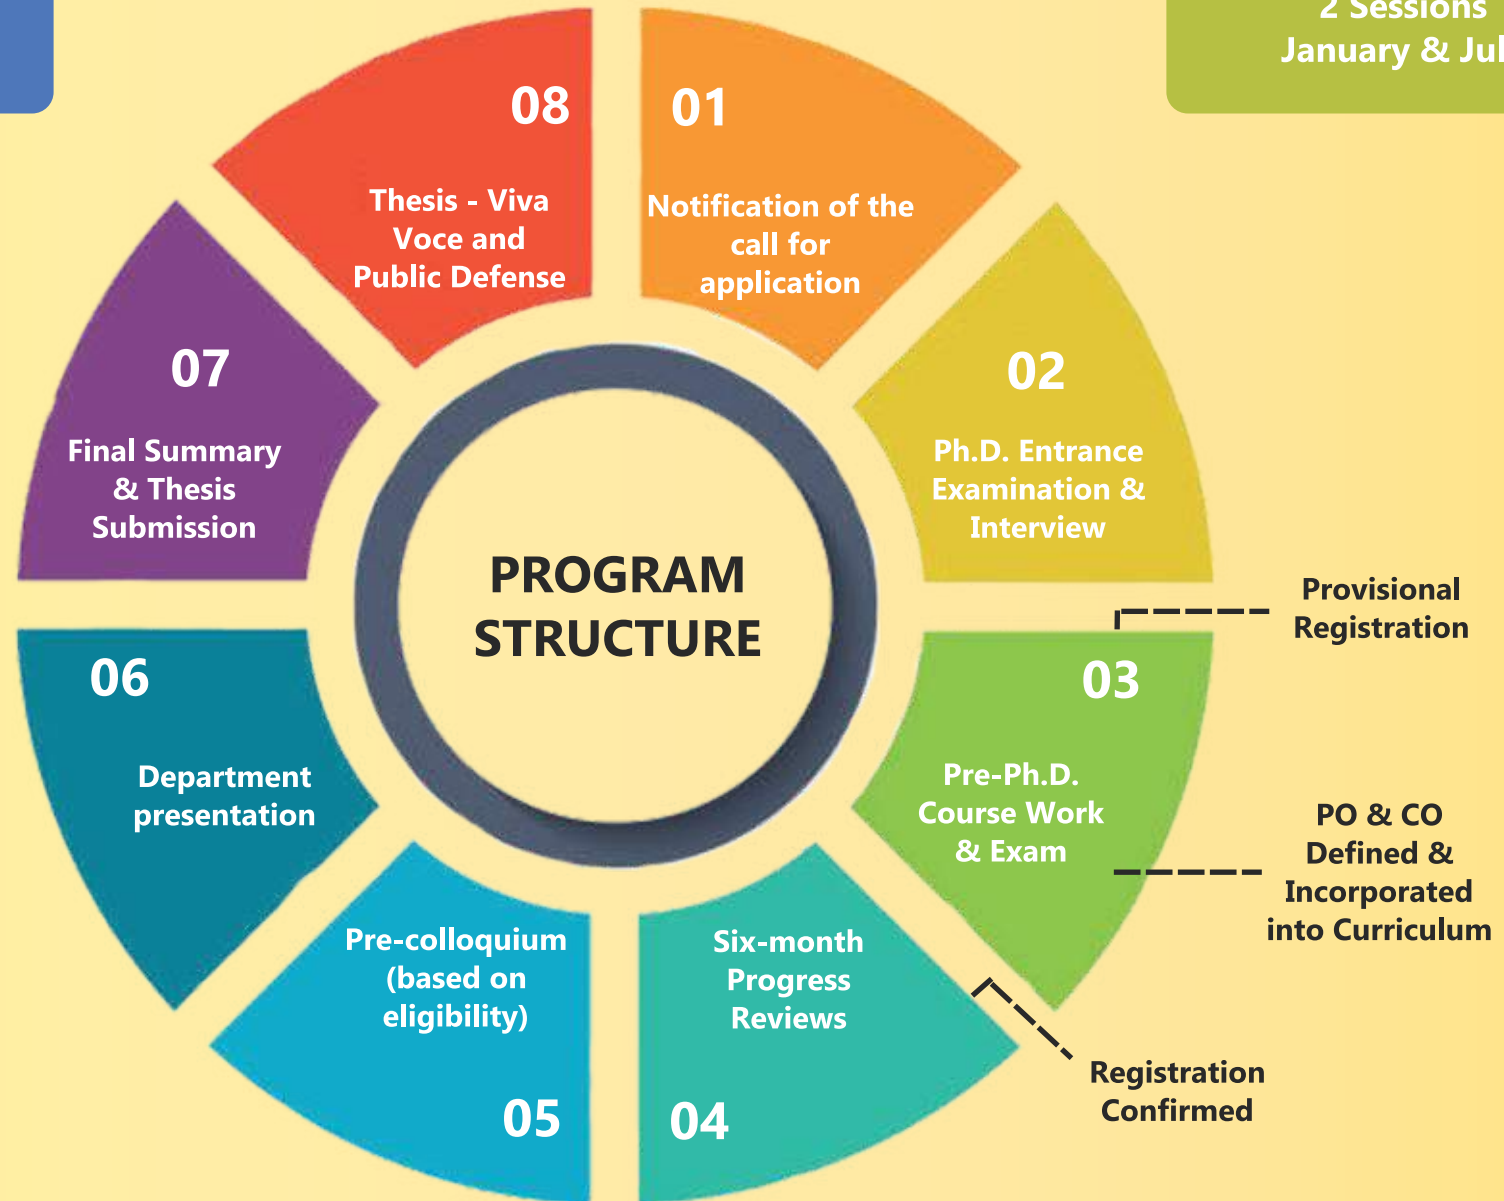 2 Sessions
January &
08
Thesis - Viva
Voce and
Public Defense
01
Notification of the
call for
application
02
Ph.D. Entrance
Examination &
Interview
Provisional
Registration
03
Pre-Ph.D.
Course Work
& Exam
PO & CO
Defined &
Incorporated
into Curriculum
Registration
Confirmed
Six-month
Progress
Reviews
04
Pre-colloquium
(based on
eligibility)
05
06
Department
presentation
07
Final Summary
& Thesis
Submission
PROGRAM
STRUCTURE